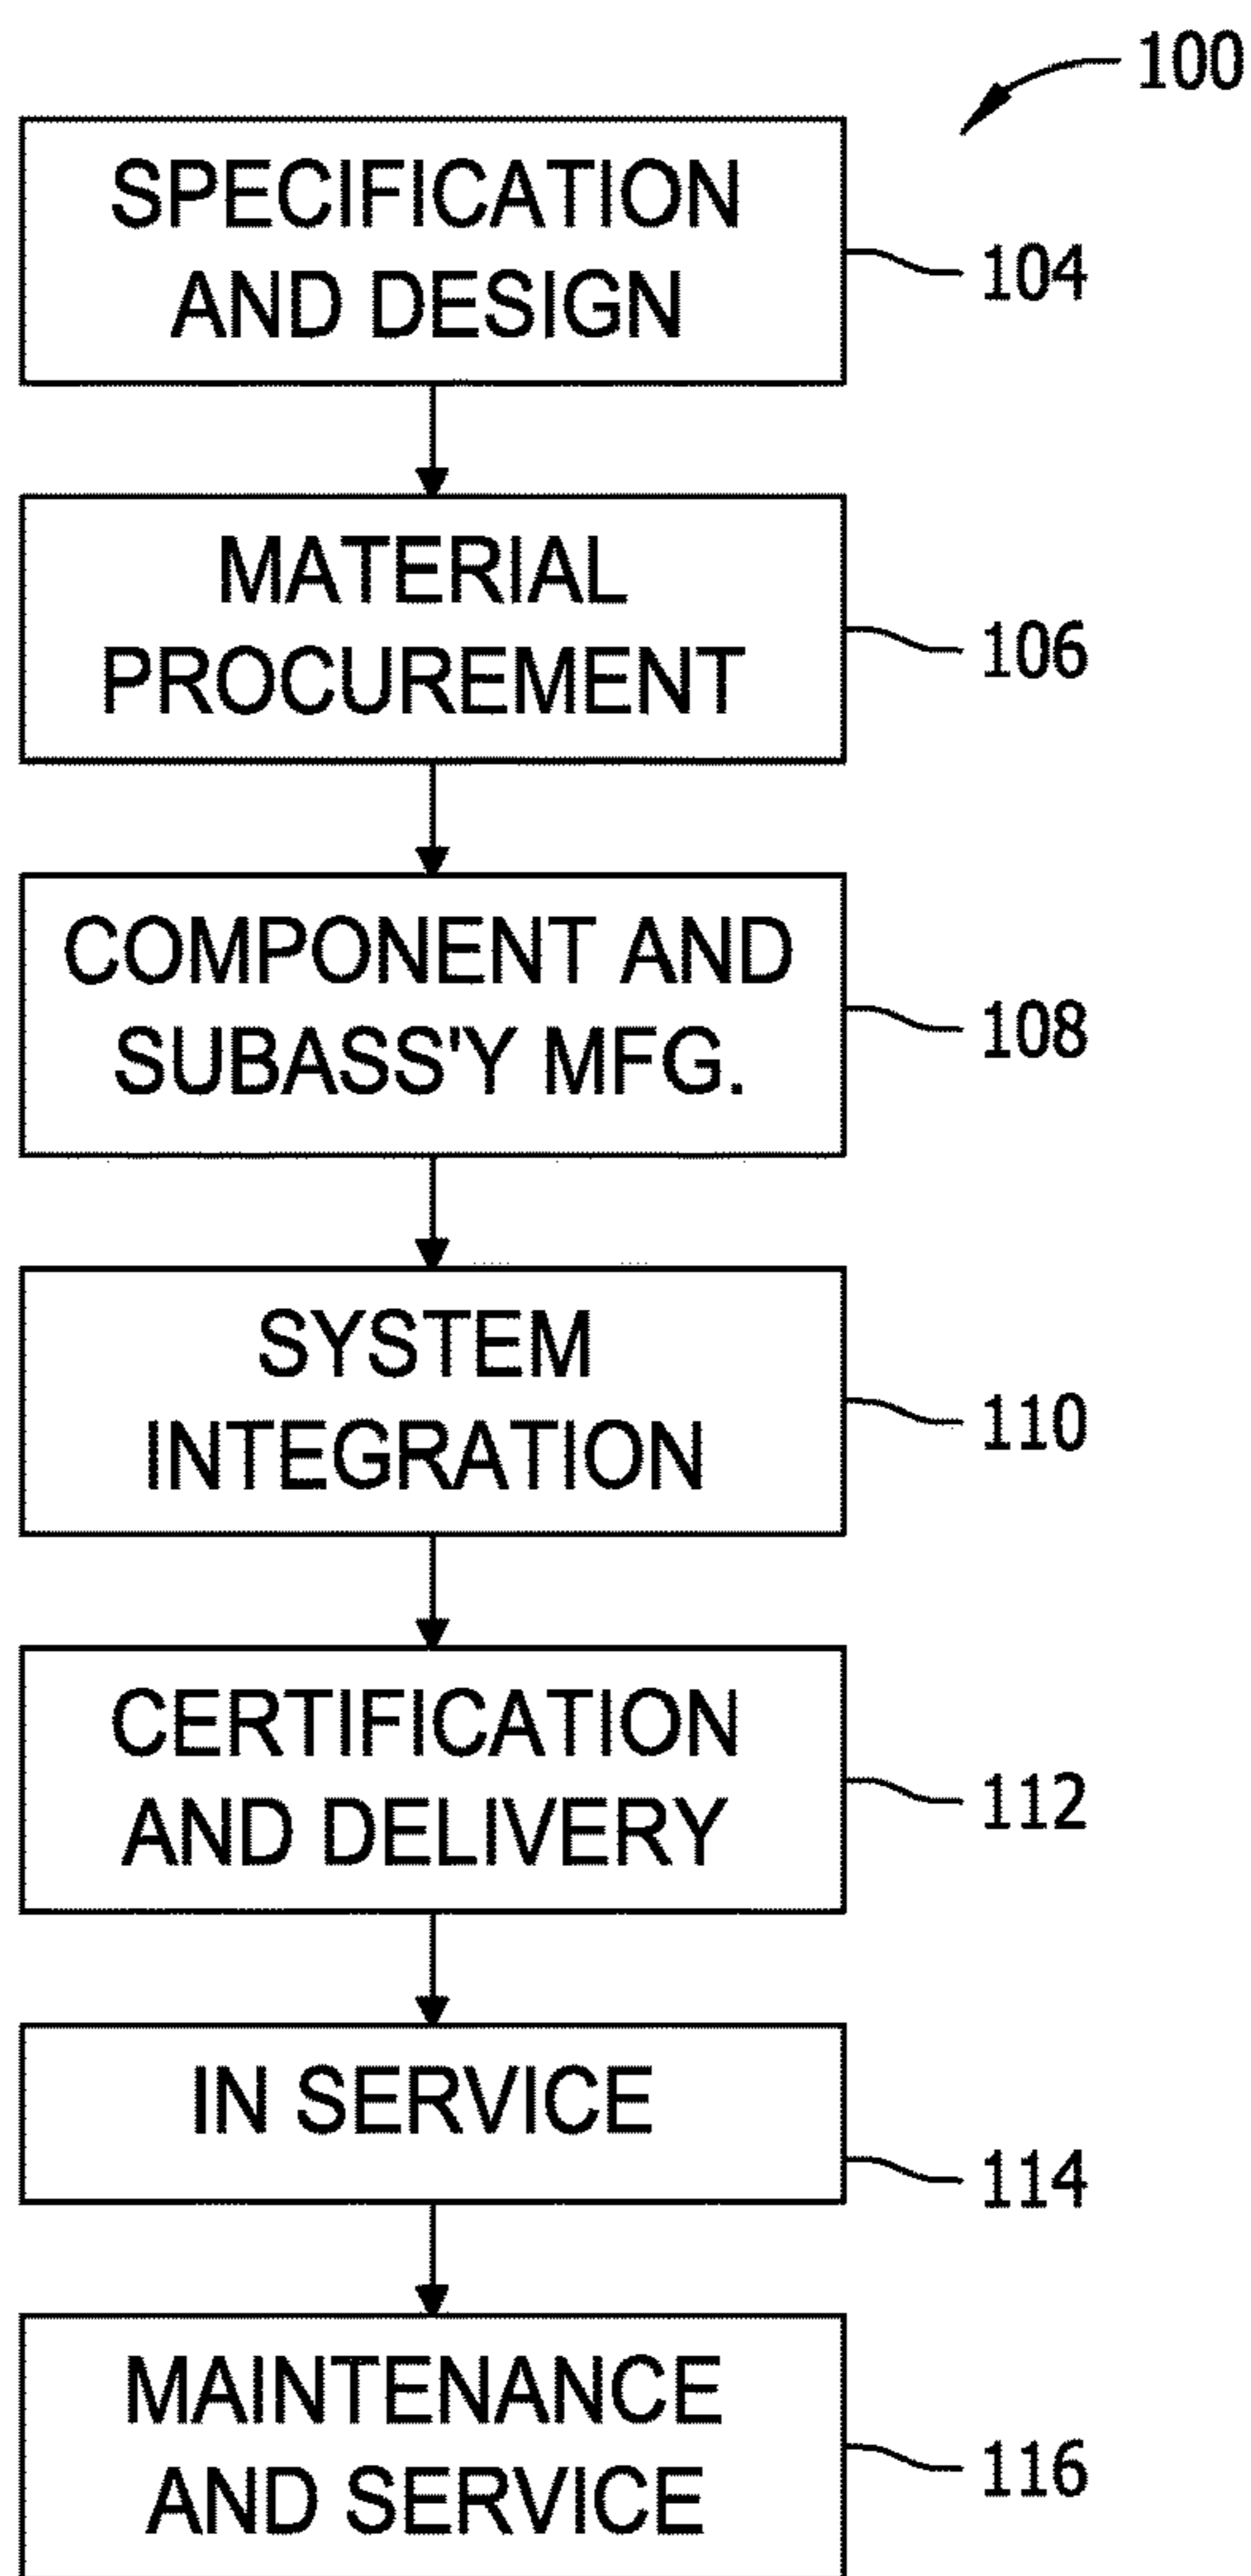 100
SPECIFICATION
AND DESIGN
104
MATERIAL
PROCUREMENT
106
COMPONENT AND
SUBASS'Y MFG.
108
SYSTEM
INTEGRATION
110
CERTIFICATION
AND DELIVERY
112
IN SERVICE
114
MAINTENANCE
AND SERVICE
116